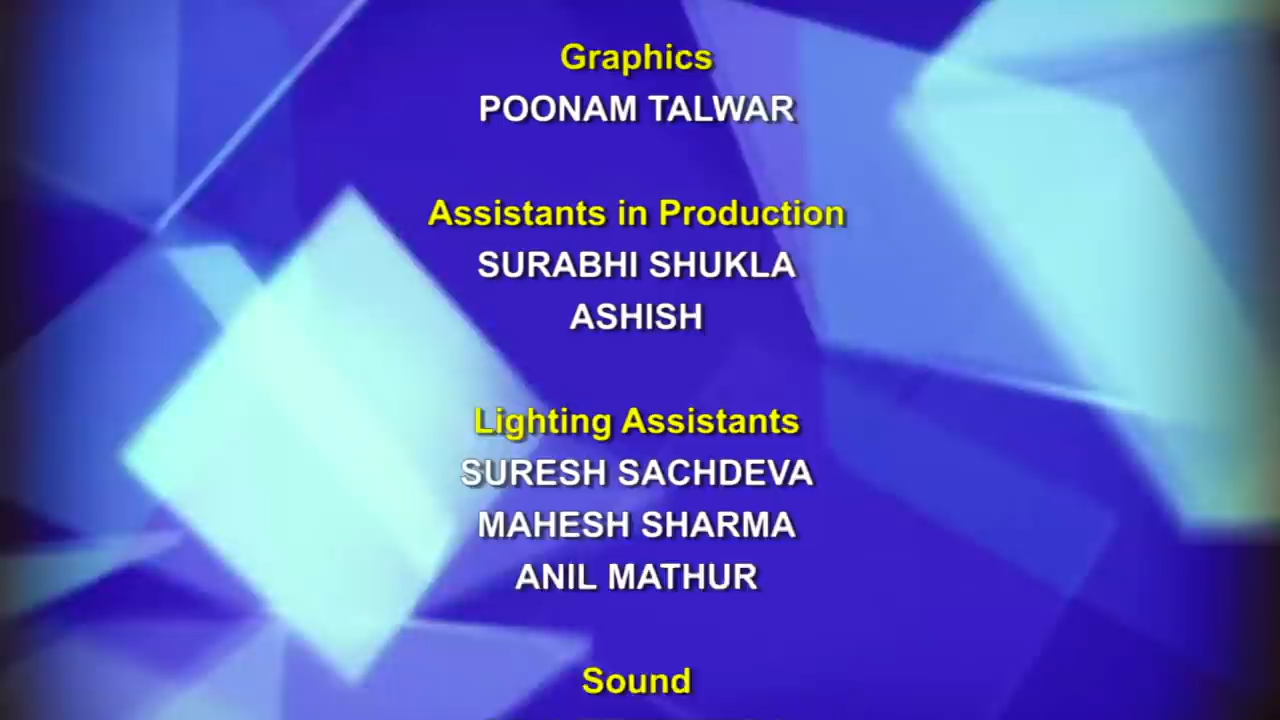 Graphics
POONAM TALWAR
Assistants in Production
SURABHI SHUKLA
ASHISH
Lighting Assistants
SURESH SACHDEVA
MAHESH SHARMA
ANIL MATHUR
Sound